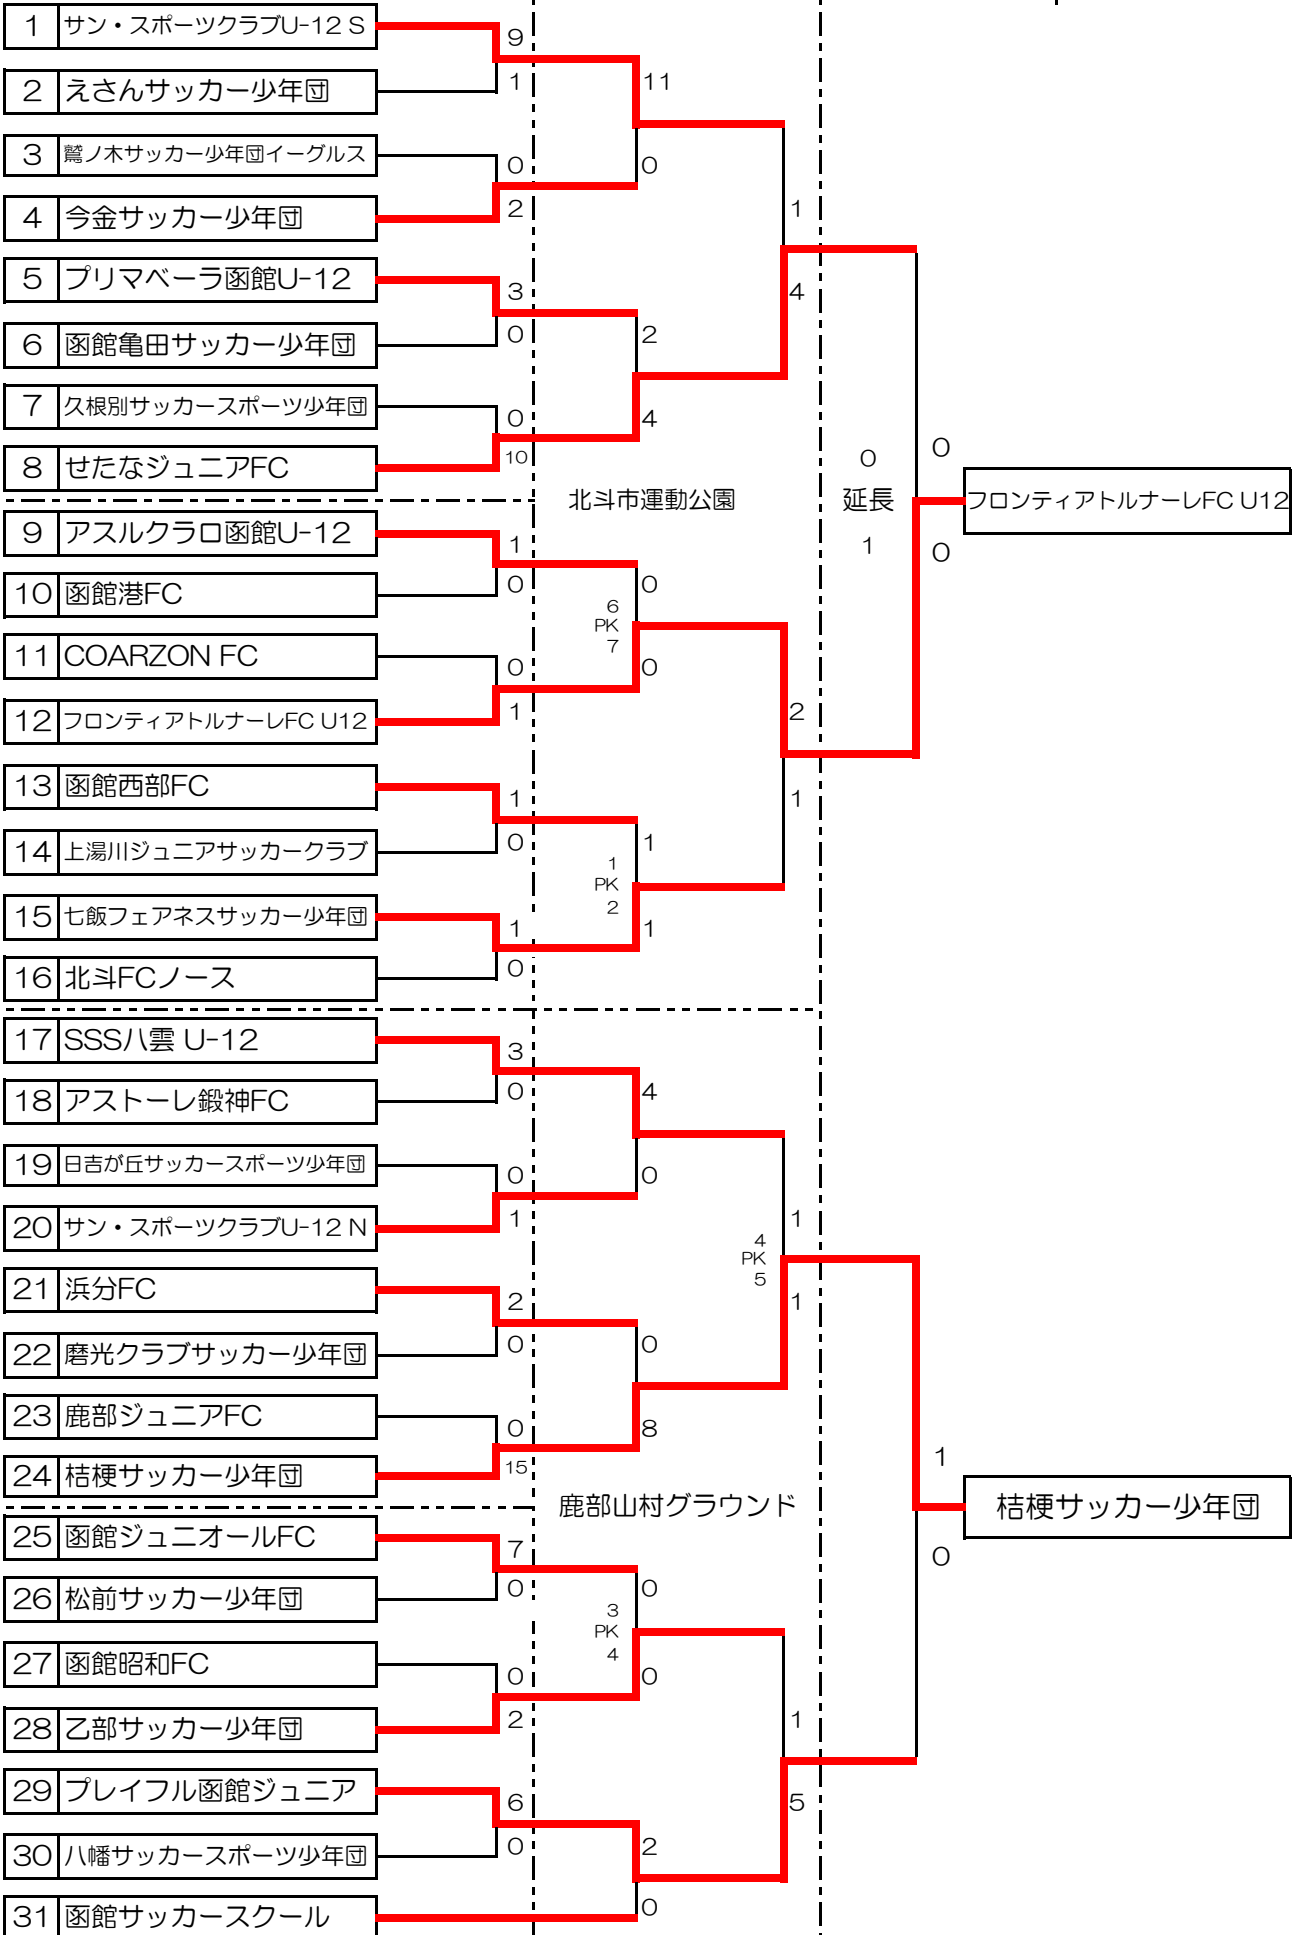 1 サン・スポーツクラブU-12 S
9
2 えさんサッカー少年団
1
11
3 鷲ノ木サッカー少年団イーグルス
0
0
4 今金サッカー少年団
2
1
5 プリマベーラ函館U-12
3
4
6 函館亀田サッカー少年団
0
2
7 久根別サッカースポーツ少年団
0
4
8 せたなジュニアFC
10
北斗市運動公園
0
延長
1
0
フロンティアトルナーレFC U12
0
9 アスルクラロ函館U-12
1
10 函館港FC
0
0
6
PK
7
11 COARZON FC
0
0
12 フロンティアトルナーレFC U12
1
2
13 函館西部FC
1
1
14 上湯川ジュニアサッカークラブ
0
1
1
PK
2
15 七飯フェアネスサッカー少年団
1
1
16 北斗FCノース
0
17 SSS八雲 U-12
3
18 アストーレ鍛神FC
0
4
19 日吉が丘サッカースポーツ少年団
0
0
20 サン・スポーツクラブU-12 N
1
1
4
PK
5
21 浜分FC
2
1
22 磨光クラブサッカー少年団
0
0
23 鹿部ジュニアFC
0
8
24 桔梗サッカー少年団
15
鹿部山村グラウンド
1
桔梗サッカー少年団
0
25 函館ジュニオールFC
7
26 松前サッカー少年団
0
0
3
PK
4
27 函館昭和FC
0
0
28 乙部サッカー少年団
2
1
29 プレイフル函館ジュニア
6
5
30 八幡サッカースポーツ少年団
0
2
31 函館サッカースクール
0